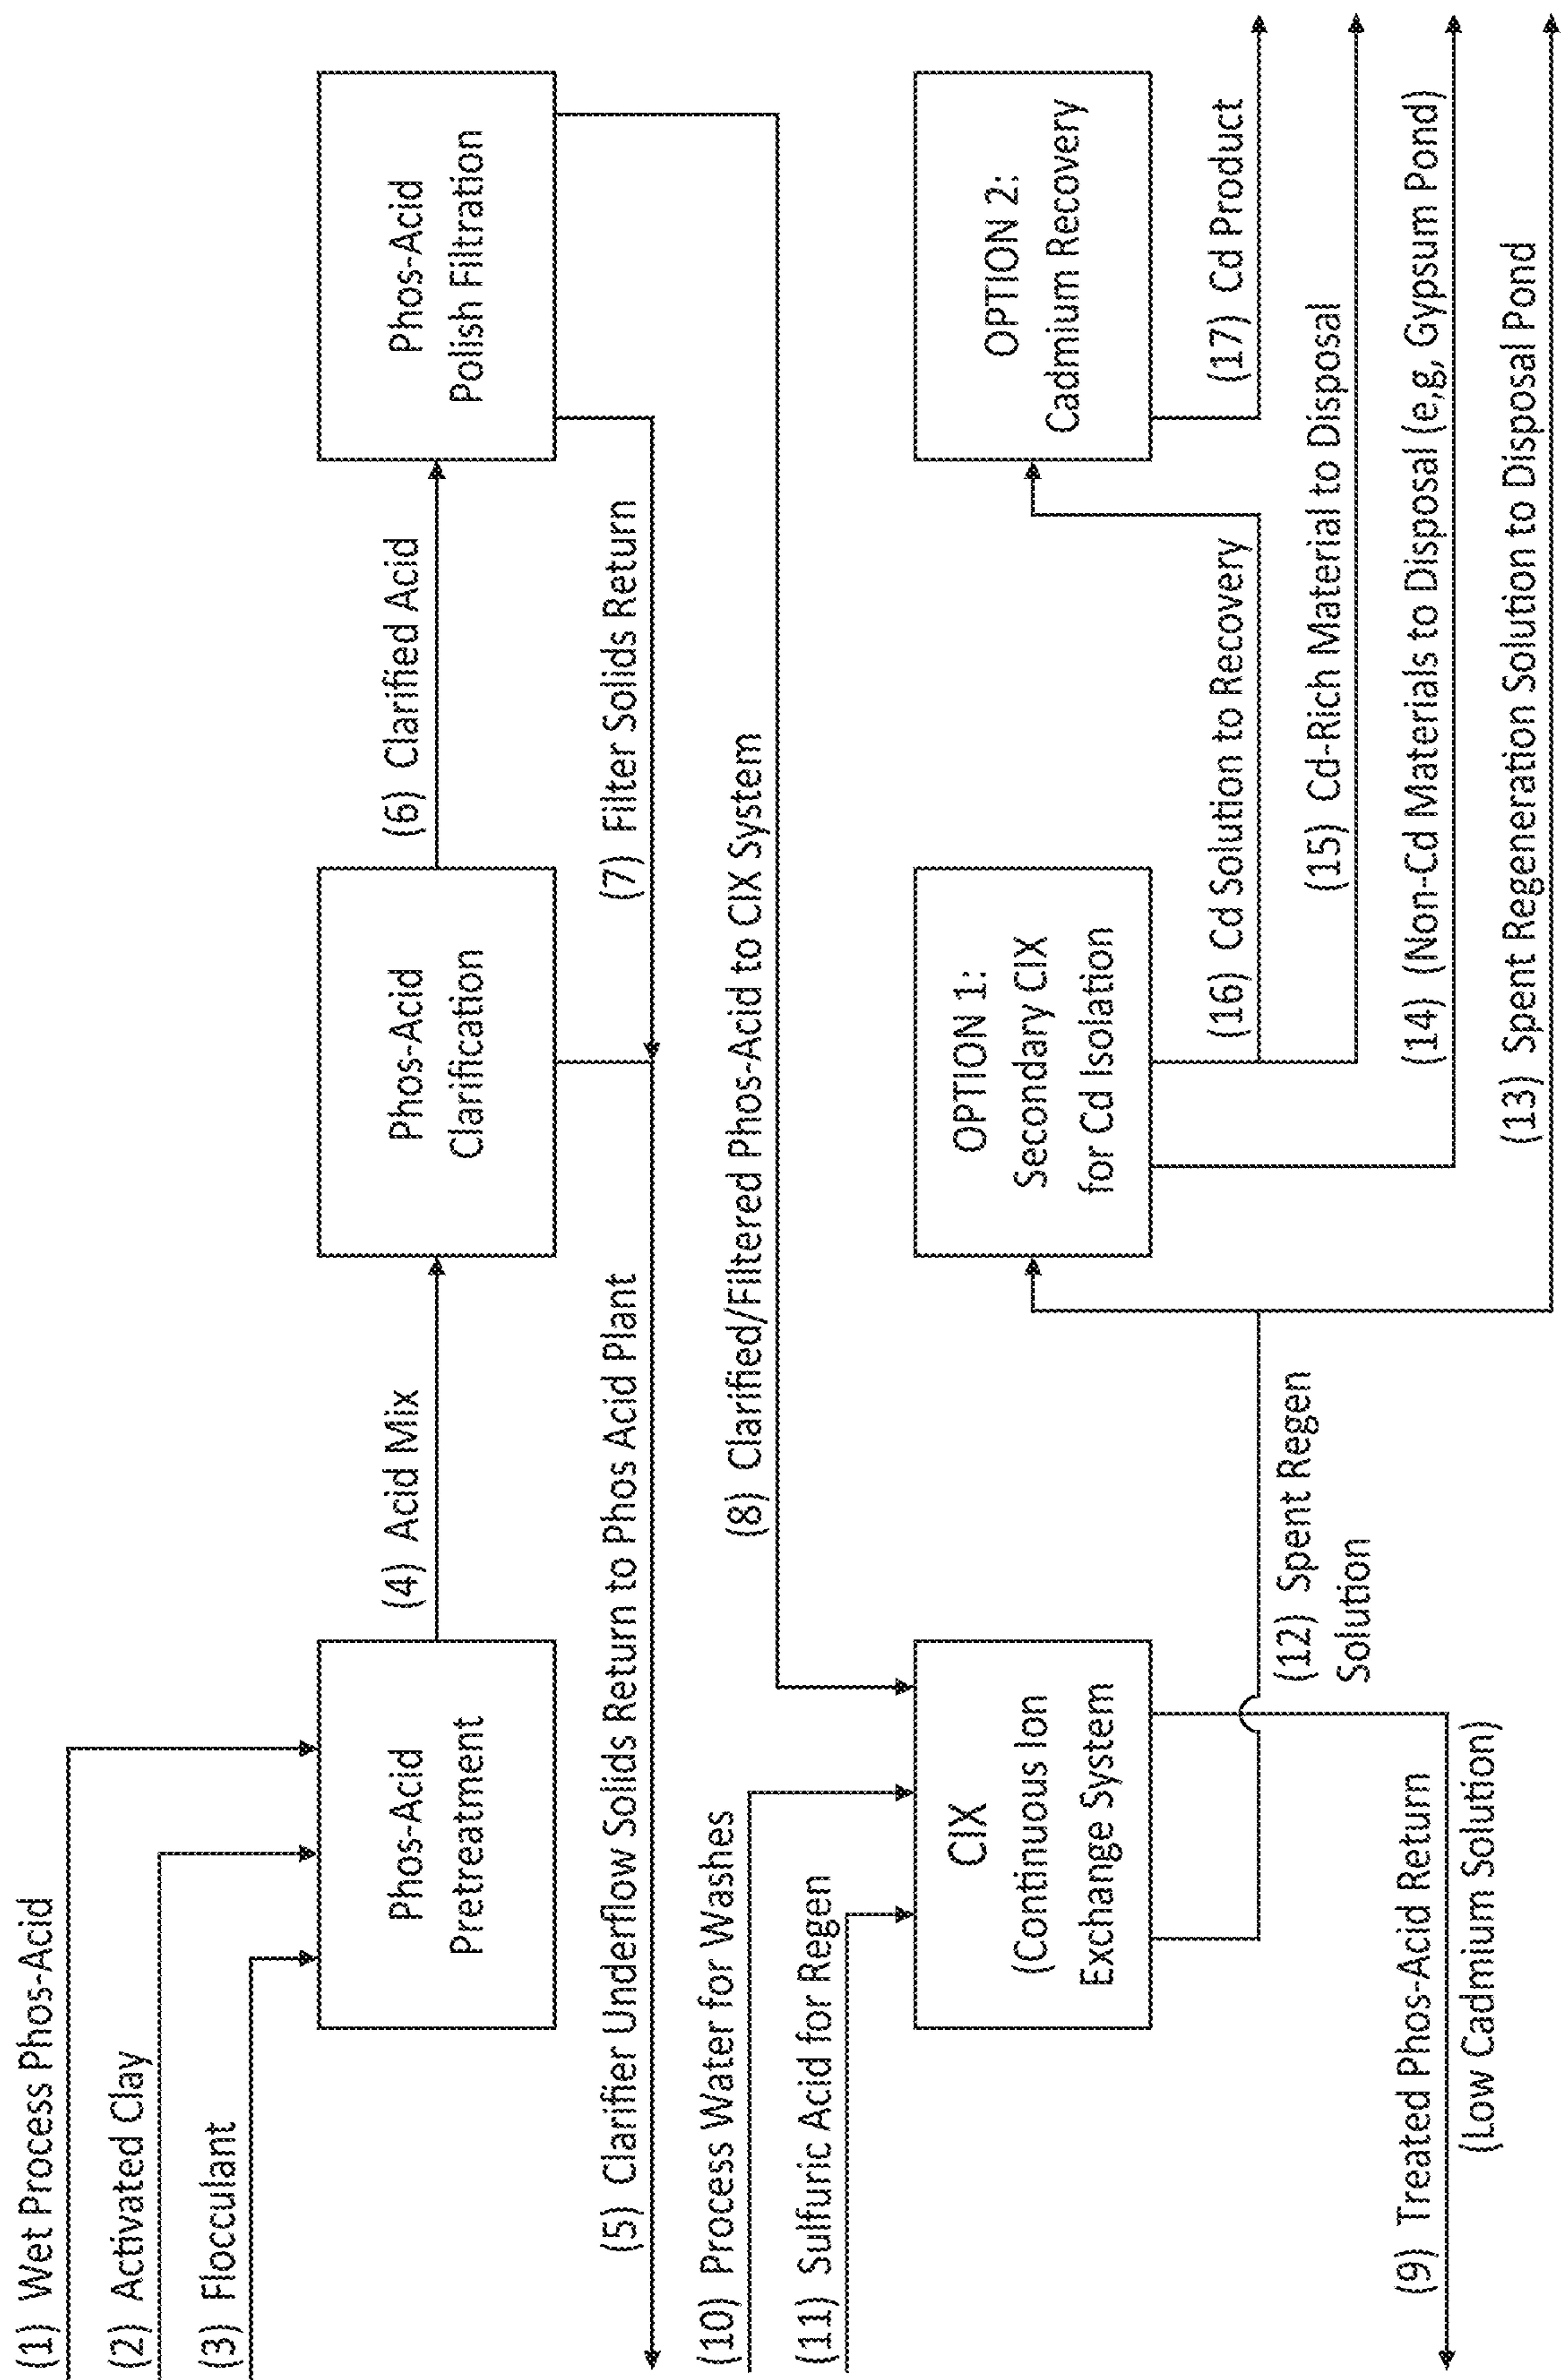 (1) Wet Process Phos-Acid
(2) Activated Clay
(3) Flocculant
Phos-Acid
Pretreatment
(4) Acid Mix
Phos-Acid
Clarification
(6) Clarified Acid
Phos-Acid
Polish Filtration
(5) Clarifier Underflow Solids Return to Phos Acid Plant
(7) Filter Solids Return
(8) Clarified/Filtered Phos-Acid to CIX System
(10) Process Water for Washes
(11) Sulfuric Acid for Regen
CIX
(Continuous Ion
Exchange System)
OPTION 1:
Secondary CIX
for Cd Isolation
OPTION 2:
Cadmium Recovery
(12) Spent Regen
Solution
(16) Cd Solution to Recovery
(17) Cd Product
(15) Cd-Rich Material to Disposal
(14) (Non-Cd Materials to Disposal (e,g, Gypsum Pond)
(13) Spent Regeneration Solution to Disposal Pond
(9) Treated Phos-Acid Return
(Low Cadmium Solution)